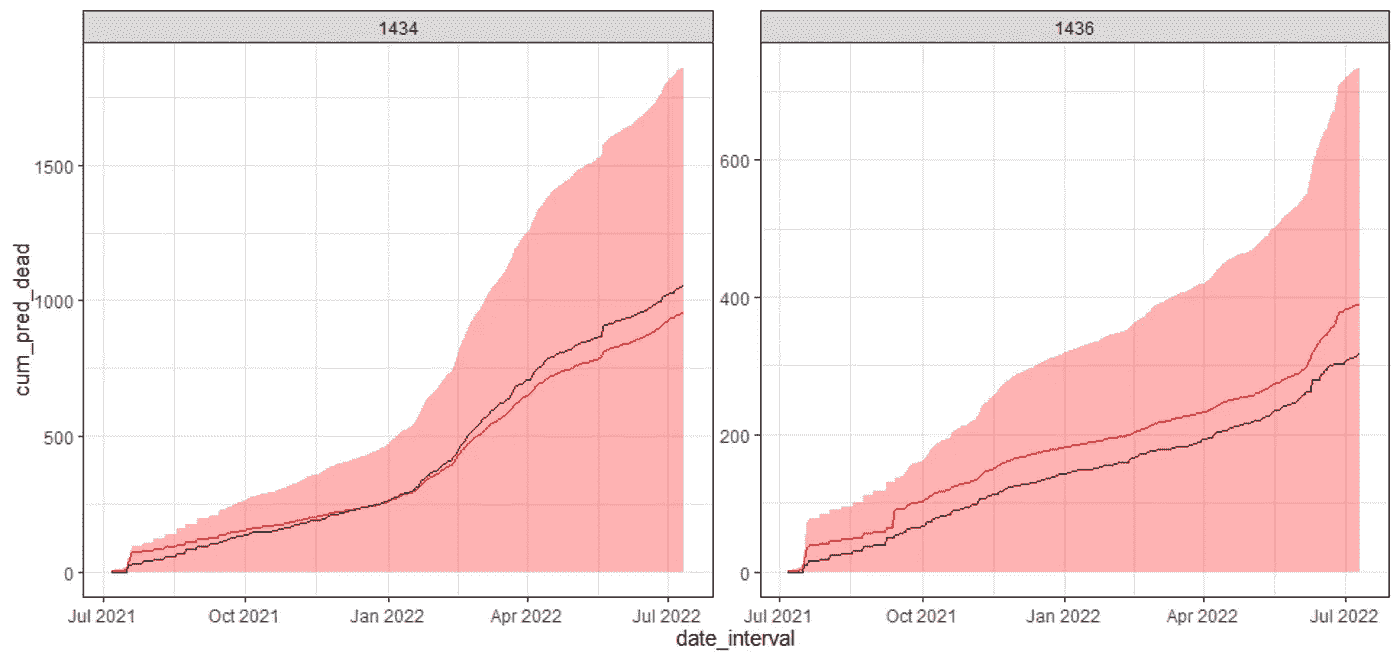 1434
1436
cum_pred_dead
1500
1000
500
0
600
400
200
0
Jul 2021
Oct 2021
Jan 2022
Apr 2022
Jul 2022
Jul 2021
Oct 2021
Jan 2022
Apr 2022
Jul 2022
date_interval